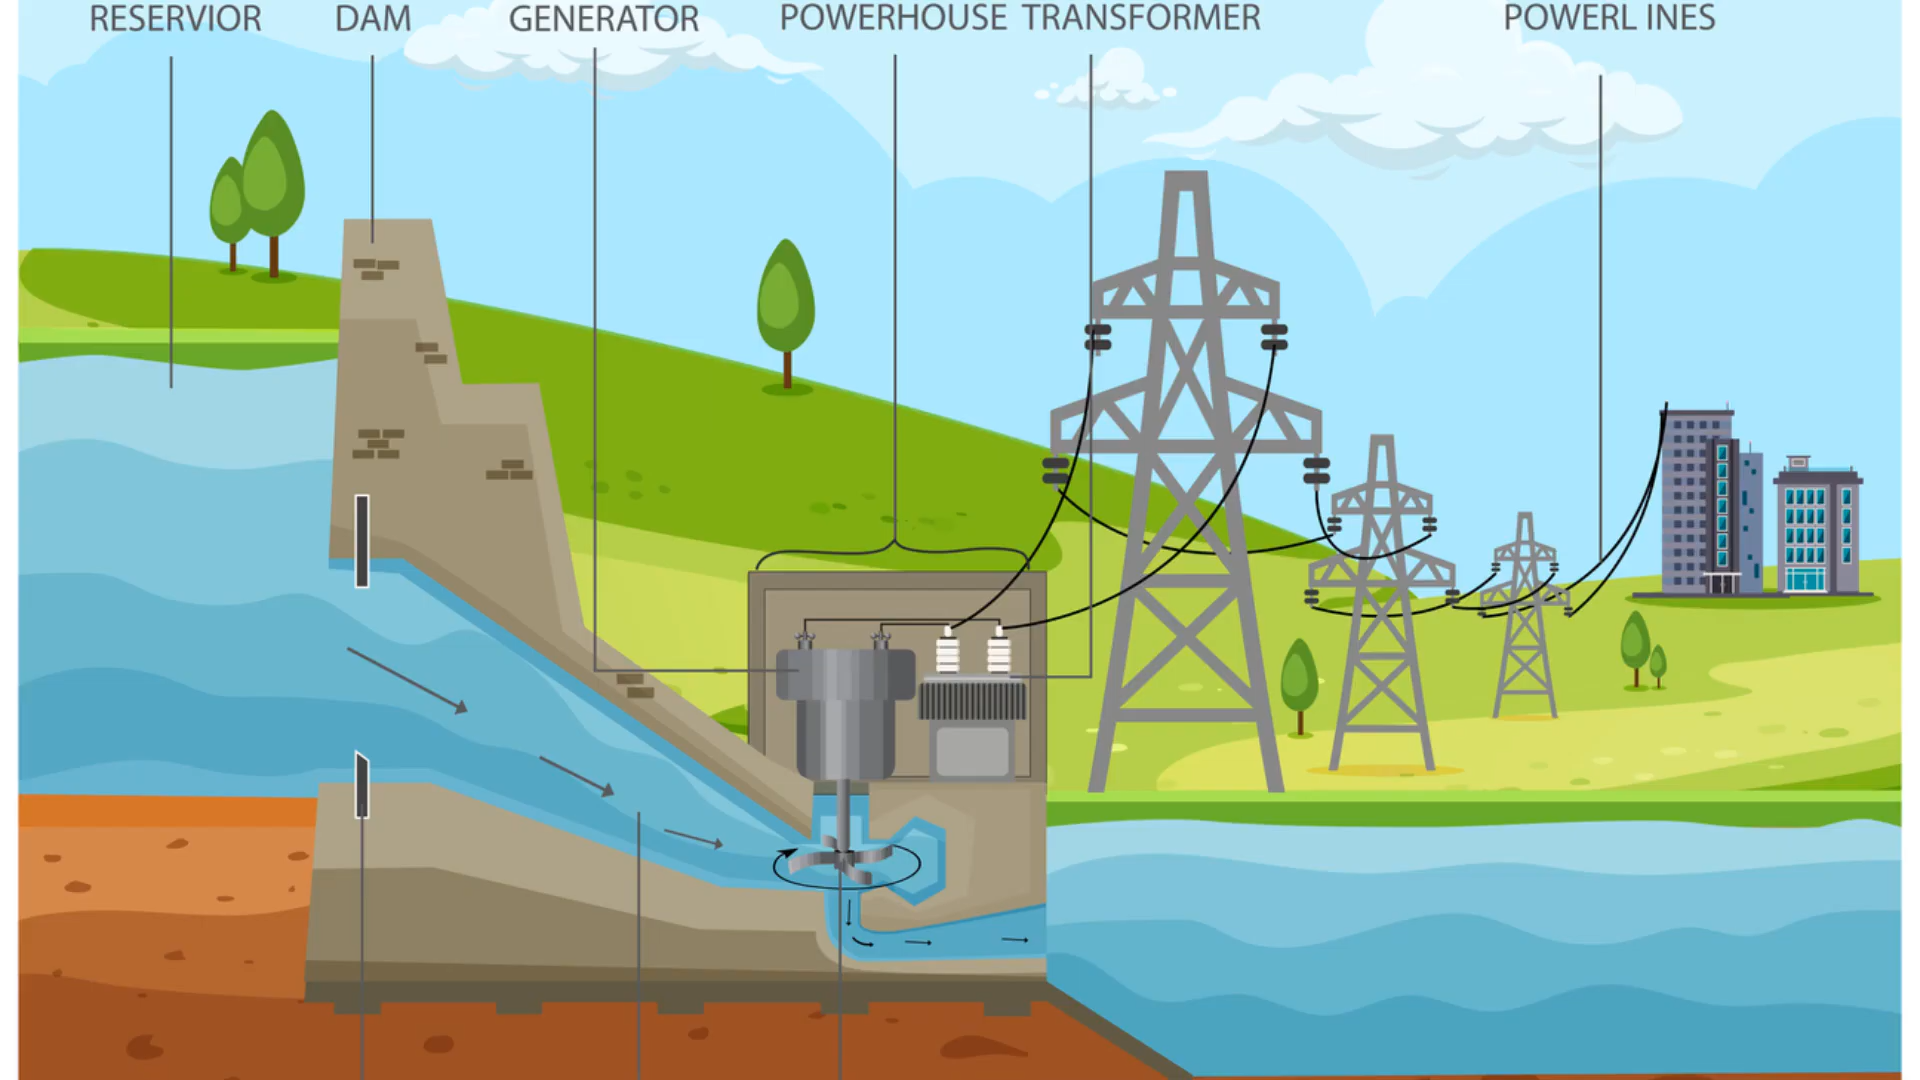 RESERVIOR
DAM
GENERATOR
POWERHOUSE
TRANSFORMER
POWERL INES